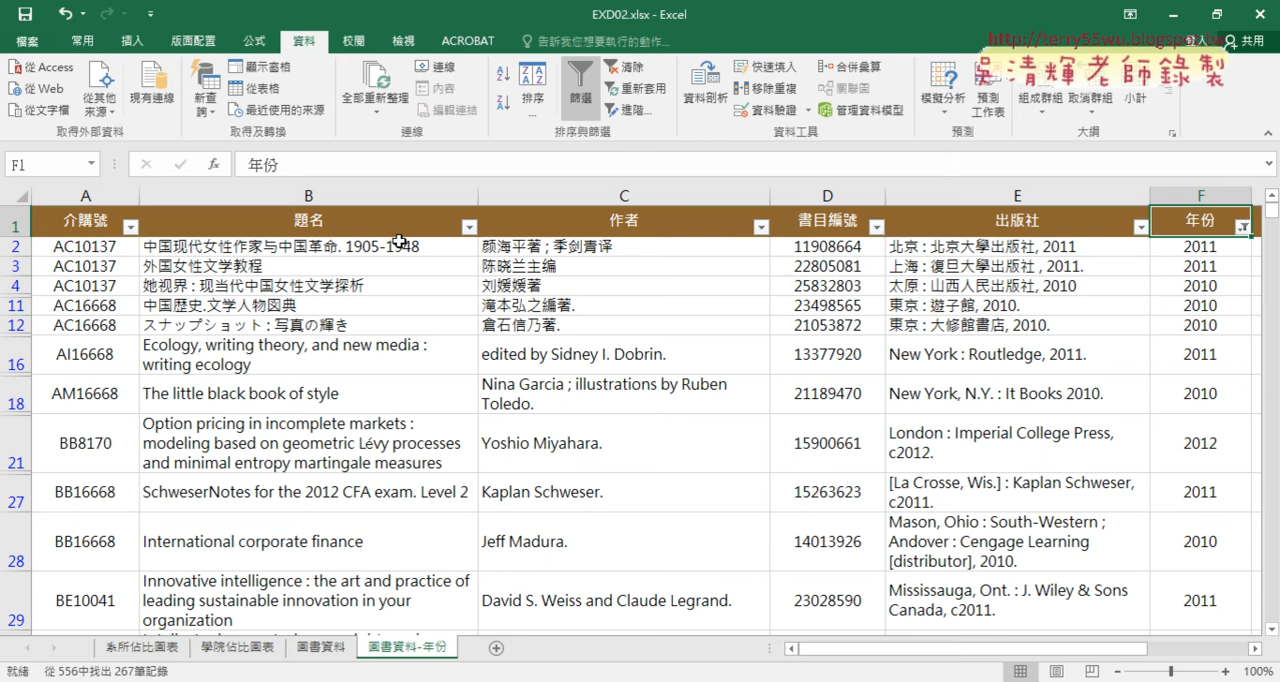 EXD02.xlsx - Excel
檔案 常用 插入 版面配置 公式 資料 校閱 檢視 ACROBAT 告訴我您想要執行的動作... 登入 共用
http://terry55wu.blogspot.tw
吳清輝老師錄製
從 Access
從 Web
從文字檔
從其他來源
現有連線
取得外部資料
新查詢
顯示窗格
從表格
最近使用的來源
取得及轉換
全部重新整理
連線
內容
編輯連結
連線
排序...
篩選
清除
重新套用
進階...
排序與篩選
資料剖析
快速填入
移除重複
資料驗證
合併彙算
關聯圖
管理資料模型
資料工具
模擬分析
預測工作表
預測
組成群組
取消群組
小計
大綱
F1 fx 年份
A B C D E F
1 介購號 題名 作者 書目編號 出版社 年份
2 AC10137 中国现代女性作家与中国革命. 1905-1948 颜海平著 ; 季剑青译 11908664 北京 : 北京大學出版社, 2011 2011
3 AC10137 外国女性文学教程 陈晓兰主编 22805081 上海 : 復旦大學出版社 , 2011. 2011
4 AC10137 她视界 : 现当代中国女性文学探析 刘媛媛著 25832803 太原 : 山西人民出版社, 2010 2010
11 AC16668 中国歴史.文学人物図典 滝本弘之編著. 23498565 東京 : 遊子館, 2010. 2010
12 AC16668 スナップショット : 写真の輝き 倉石信乃著. 21053872 東京 : 大修館書店, 2010. 2010
16 AI16668 Ecology, writing theory, and new media : writing ecology edited by Sidney I. Dobrin. 13377920 New York : Routledge, 2011. 2011
18 AM16668 The little black book of style Nina Garcia ; illustrations by Ruben Toledo. 21189470 New York, N.Y. : It Books 2010. 2010
21 BB8170 Option pricing in incomplete markets : modeling based on geometric Lévy processes and minimal entropy martingale measures Yoshio Miyahara. 15900661 London : Imperial College Press, c2012. 2012
27 BB16668 SchweserNotes for the 2012 CFA exam. Level 2 Kaplan Schweser. 15263623 [La Crosse, Wis.] : Kaplan Schweser, c2011. 2011
28 BB16668 International corporate finance Jeff Madura. 14013926 Mason, Ohio : South-Western ; Andover : Cengage Learning [distributor], 2010. 2010
29 BE10041 Innovative intelligence : the art and practice of leading sustainable innovation in your organization David S. Weiss and Claude Legrand. 23028590 Mississauga, Ont. : J. Wiley & Sons Canada, c2011. 2011
系所佔比圖表 學院佔比圖表 圖書資料 圖書資料-年份
就緒 從 556中找出 267筆記錄 100%